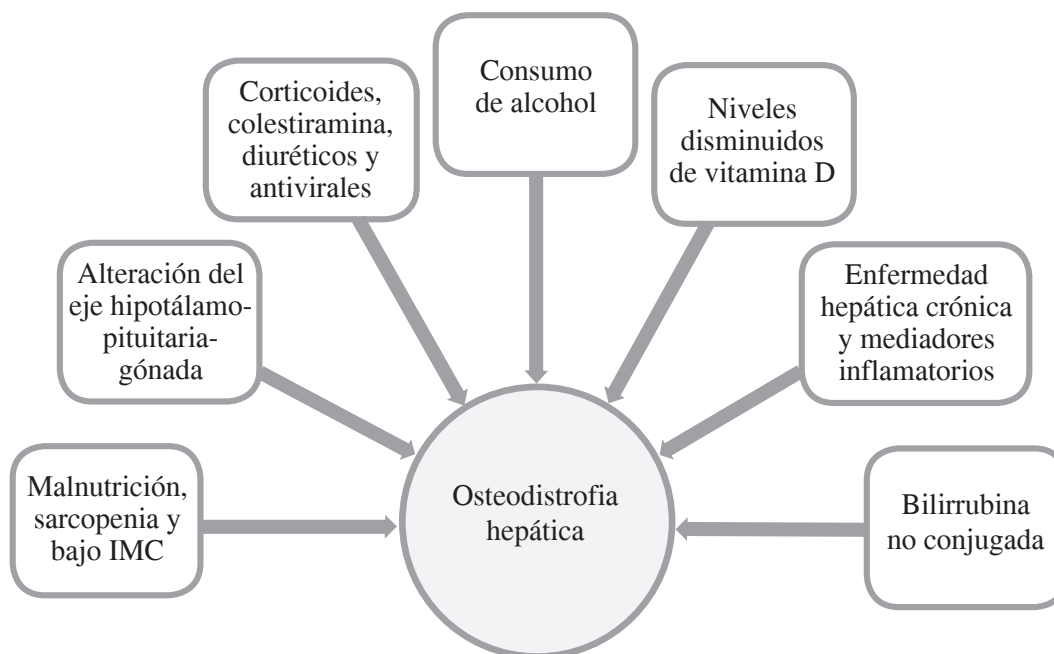 Consumo
de alcohol
Corticoides,
colestiramina,
diuréticos y
antivirales
Niveles
disminuidos
de vitamina D
Alteración del
eje hipotálamo-
pituitaria-
gónada
Enfermedad
hepática crónica
y mediadores
inflamatorios
Malnutrición,
sarcopenia y
bajo IMC
Osteodistrofia
hepática
Bilirrubina
no conjugada